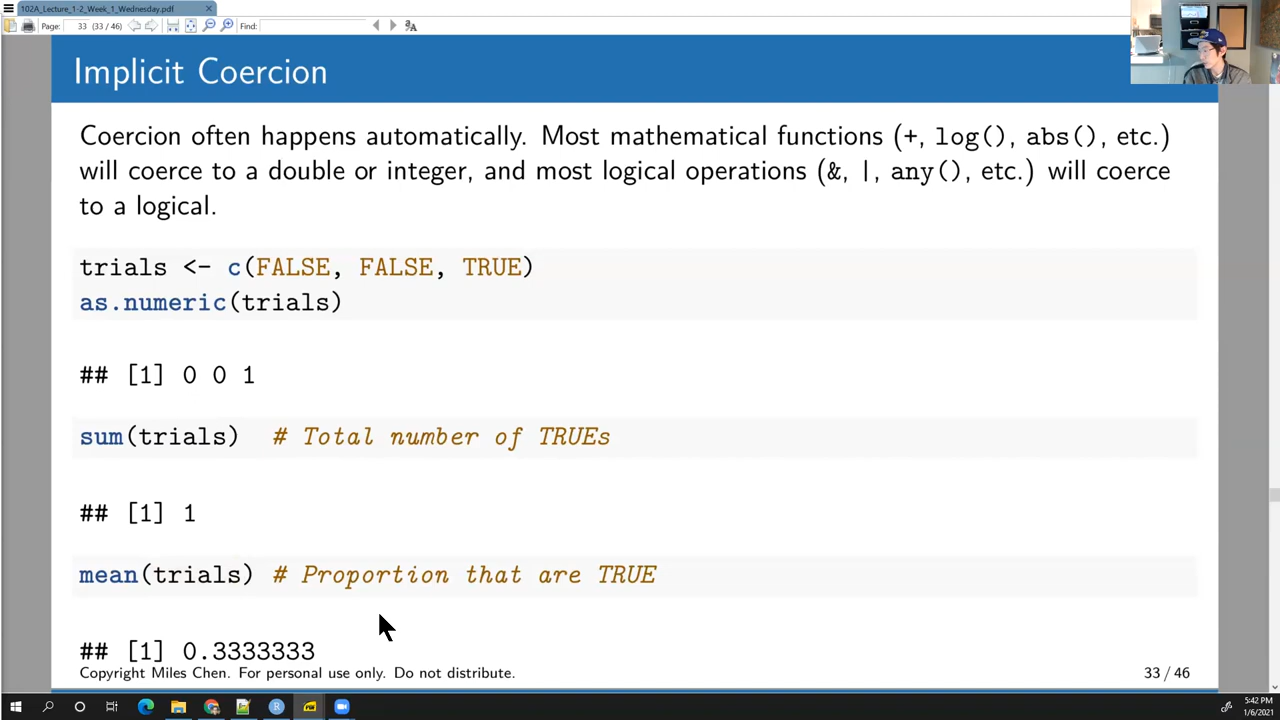 102A_Lecture_1-2_Week_1_Wednesday.pdf
Page: 33 (33 / 46) Find:
Implicit Coercion
Coercion often happens automatically. Most mathematical functions (+, log(), abs(), etc.)
will coerce to a double or integer, and most logical operations (&, |, any(), etc.) will coerce
to a logical.
trials <- c(FALSE, FALSE, TRUE)
as.numeric(trials)
## [1] 0 0 1
sum(trials) # Total number of TRUEs
## [1] 1
mean(trials) # Proportion that are TRUE
## [1] 0.3333333
Copyright Miles Chen. For personal use only. Do not distribute. 33 / 46
5:42 PM
1/6/2021